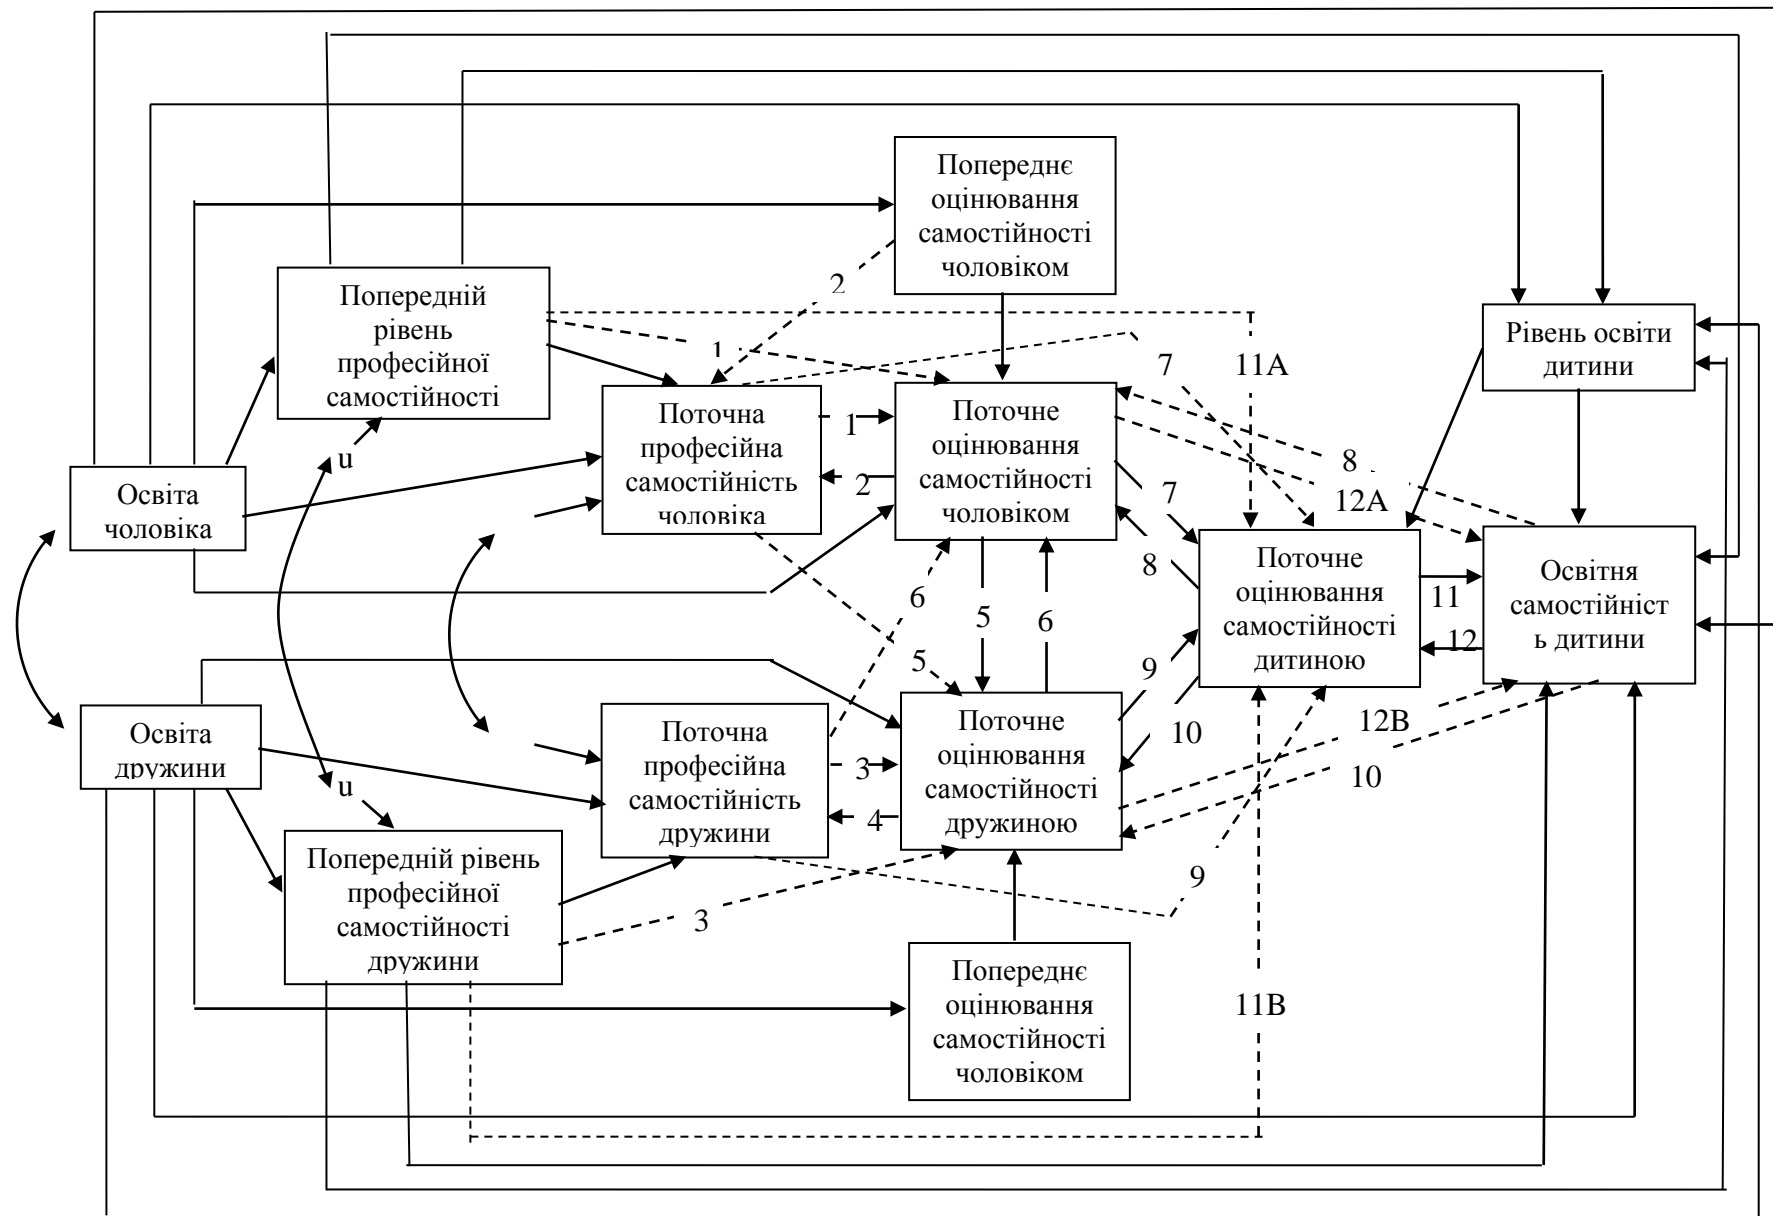 Попереднє
оцінювання
самостійності
чоловіком
2
Попередній
рівень
професійної
самостійності
1
7
11A
Рівень освіти
дитини
Поточна
професійна
самостійність
чоловіка
1
2
Поточне
оцінювання
самостійності
чоловіком
8
12A
7
8
u
Освіта
чоловіка
6
5
6
5
Поточне
оцінювання
самостійності
дитиною
11
12
Освітня
самостійніст
ь дитини
9
10
12B
10
Освіта
дружини
u
Поточна
професійна
самостійність
дружини
3
4
Поточне
оцінювання
самостійності
дружиною
9
Попередній рівень
професійної
самостійності
дружини
3
Попереднє
оцінювання
самостійності
чоловіком
11B